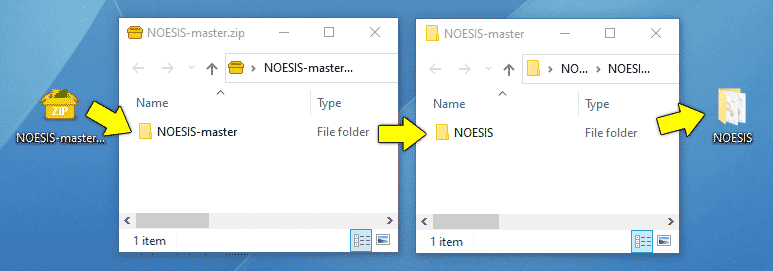 ZIP
NOESIS-master...
NOESIS-master.zip
NOESIS-master...
Name
Type
NOESIS-master
File folder
1 item
NOESIS-master
NO...
NOESI...
Name
Type
NOESIS
File folder
1 item
NOESIS